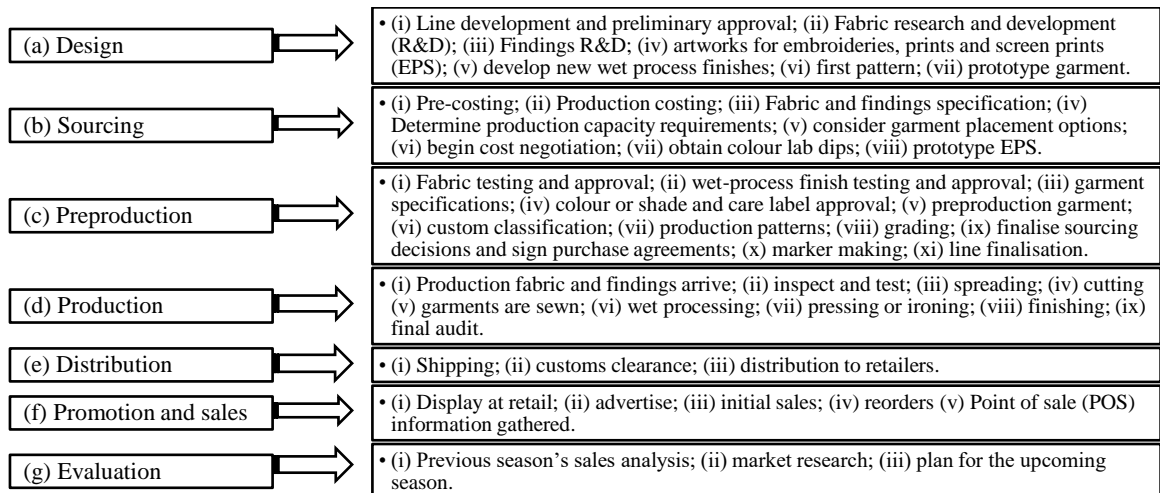 (a) Design
• (i) Line development and preliminary approval; (ii) Fabric research and development
(R&D); (iii) Findings R&D; (iv) artworks for embroideries, prints and screen prints
(EPS); (v) develop new wet process finishes; (vi) first pattern; (vii) prototype garment.
(b) Sourcing
• (i) Pre-costing; (ii) Production costing; (iii) Fabric and findings specification; (iv)
Determine production capacity requirements; (v) consider garment placement options;
(vi) begin cost negotiation; (vii) obtain colour lab dips; (viii) prototype EPS.
(c) Preproduction
• (i) Fabric testing and approval; (ii) wet-process finish testing and approval; (iii)
garment specifications; (iv) colour or shade and care label approval; (v) preproduction garment;
(vi) custom classification; (vii) production patterns; (viii) grading; (ix) finalise sourcing
decisions and sign purchase agreements; (x) marker making; (xi) line finalisation.
(d) Production
• (i) Production fabric and findings arrive; (ii) inspect and test; (iii) spreading; (iv) cutting
(v) garments are sewn; (vi) wet processing; (vii) pressing or ironing; (viii) finishing; (ix)
final audit.
(e) Distribution
• (i) Shipping; (ii) customs clearance; (iii) distribution to retailers.
(f) Promotion and sales
• (i) Display at retail; (ii) advertise; (iii) initial sales; (iv) reorders (v) Point of sale (POS)
information gathered.
(g) Evaluation
• (i) Previous season's sales analysis; (ii) market research; (iii) plan for the upcoming
season.